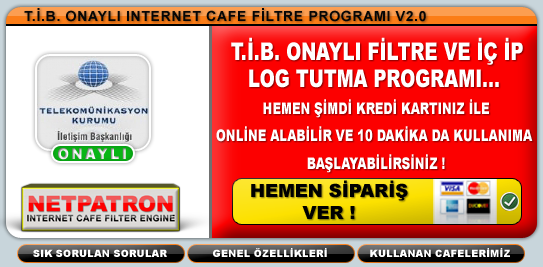 T.İ.B. ONAYLI INTERNET CAFE FİLTRE PROGRAMI V2.0
TELEKOMÜNİKASYON
KURUMU
İletişim Başkanlığı
ONAYLI
NETPATRON
INTERNET CAFE FILTER ENGINE
T.İ.B. ONAYLI FİLTRE VE İÇ İP
LOG TUTMA PROGRAMI...
HEMEN ŞİMDİ KREDİ KARTINIZ İLE
ONLİNE ALABİLİR VE 10 DAKİKA DA KULLANIMA
BAŞLAYABİLİRSİNİZ !
HEMEN SİPARİŞ
VER !
VISA
SIK SORULAN SORULAR
GENEL ÖZELLİKLERİ
KULLANAN CAFELERİMİZ